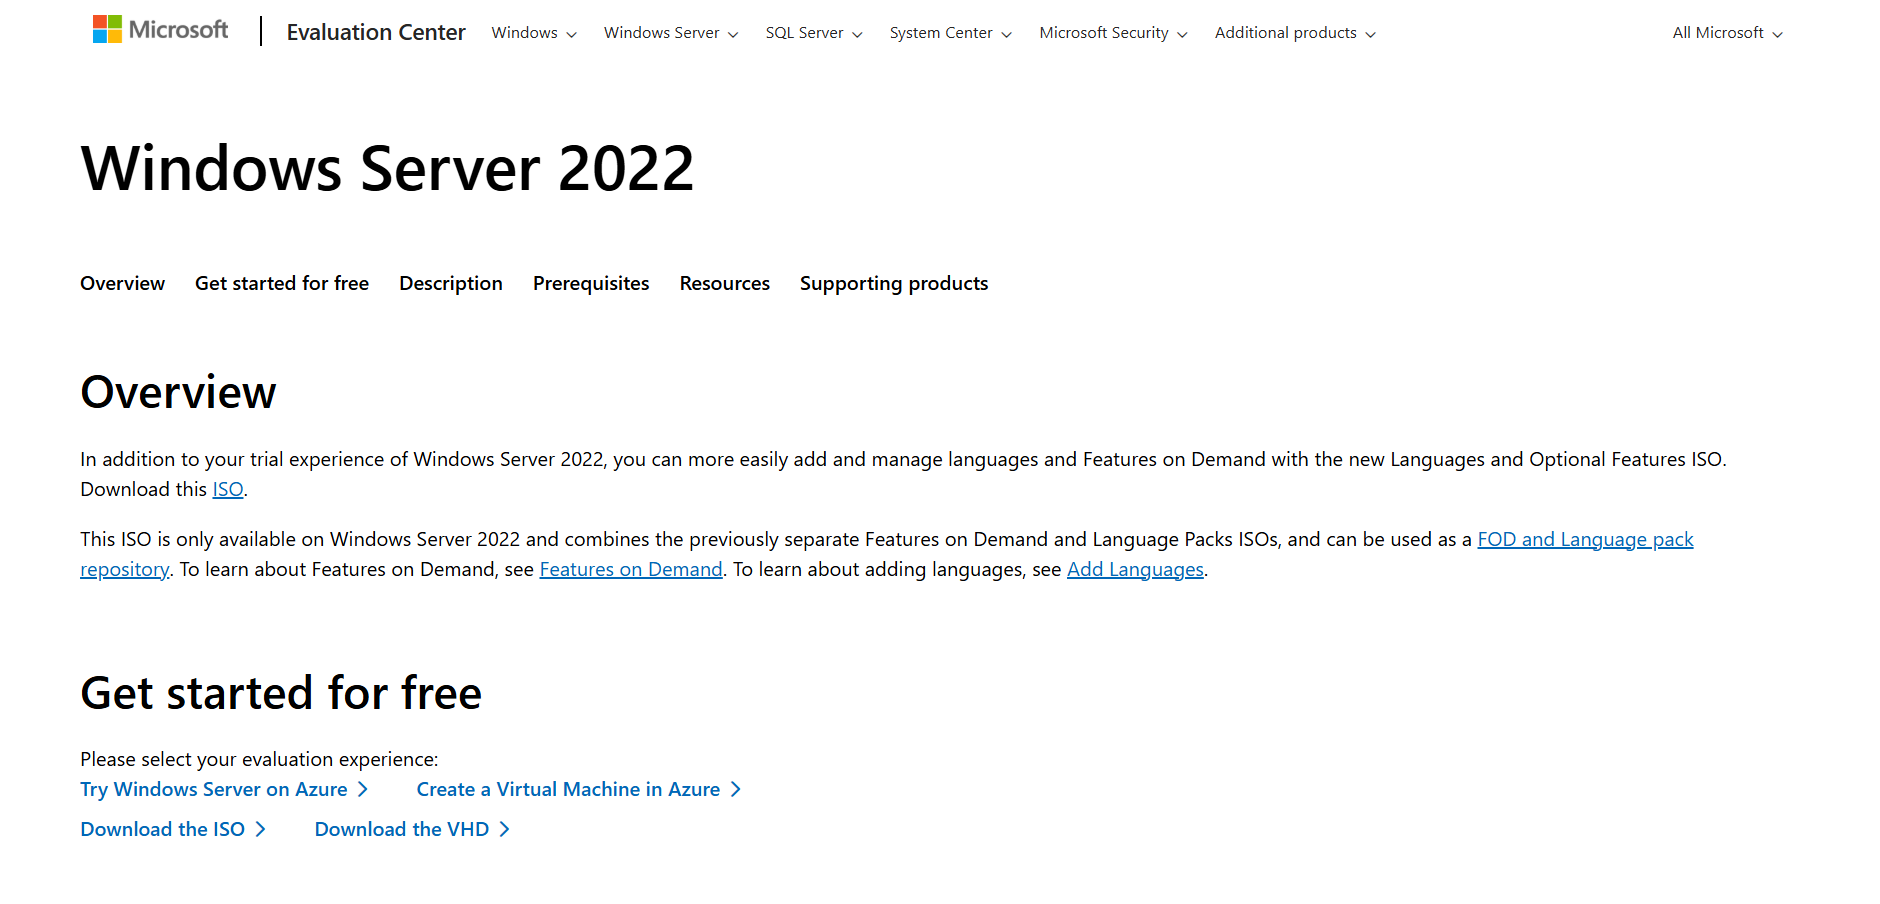 Microsoft
Evaluation Center
Windows
Windows Server
SQL Server
System Center
Microsoft Security
Additional products
All Microsoft
Windows Server 2022
Overview
Get started for free
Description
Prerequisites
Resources
Supporting products
Overview
In addition to your trial experience of Windows Server 2022, you can more easily add and manage languages and Features on Demand with the new Languages and Optional Features ISO.
Download this ISO.
This ISO is only available on Windows Server 2022 and combines the previously separate Features on Demand and Language Packs ISOs, and can be used as a FOD and Language pack
repository. To learn about Features on Demand, see Features on Demand. To learn about adding languages, see Add Languages.
Get started for free
Please select your evaluation experience:
Try Windows Server on Azure
Create a Virtual Machine in Azure
Download the ISO
Download the VHD